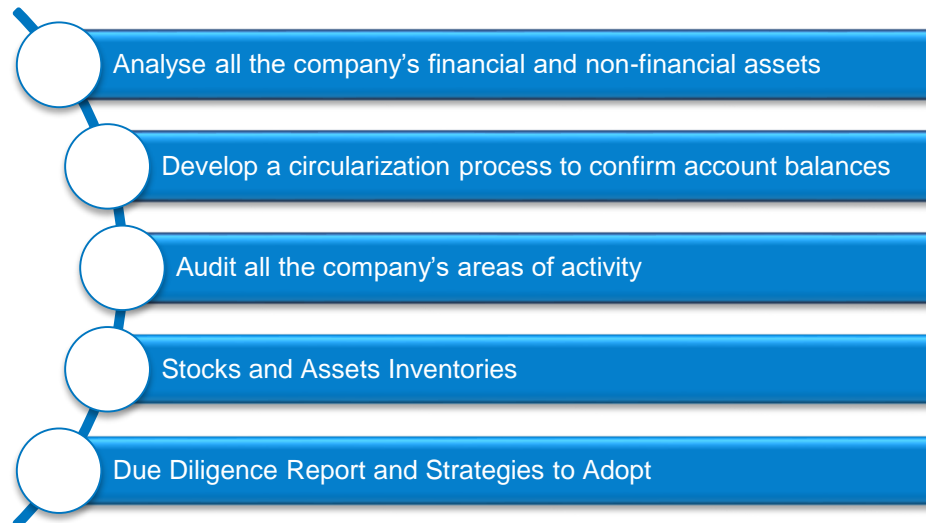 Analyse all the company’s financial and non-financial assets
Develop a circularization process to confirm account balances
Audit all the company’s areas of activity
Stocks and Assets Inventories
Due Diligence Report and Strategies to Adopt